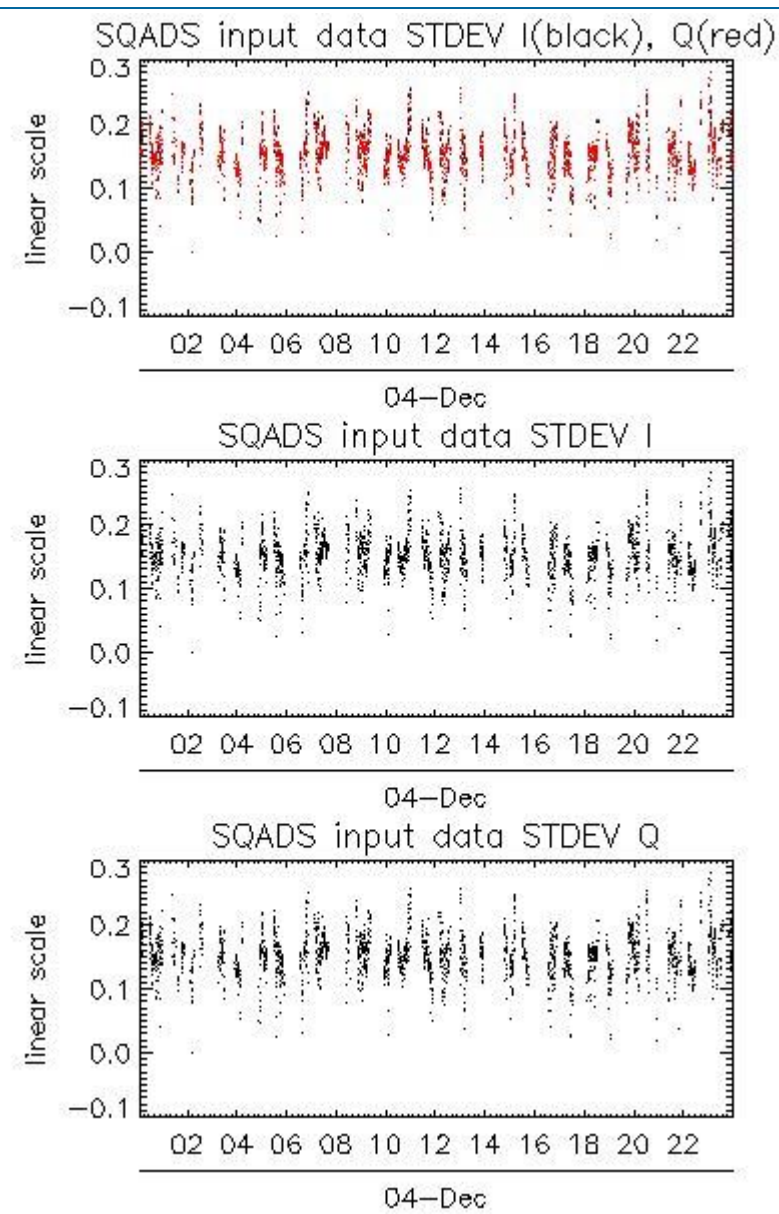 SQADS input data STDEV I(black), Q(red)
0.3
0.2
0.1
0.0
−0.1
linear scale
02 04 06 08 10 12 14 16 18 20 22
04−Dec
SQADS input data STDEV I
0.3
0.2
0.1
0.0
−0.1
linear scale
02 04 06 08 10 12 14 16 18 20 22
04−Dec
SQADS input data STDEV Q
0.3
0.2
0.1
0.0
−0.1
linear scale
02 04 06 08 10 12 14 16 18 20 22
04−Dec